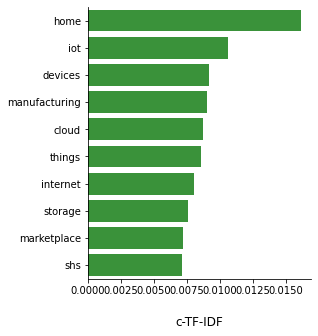 home
iot
devices
manufacturing
cloud
things
internet
storage
marketplace
shs
0.0000 0.0025 0.0050 0.0075 0.0100 0.0125 0.0150
c-TF-IDF